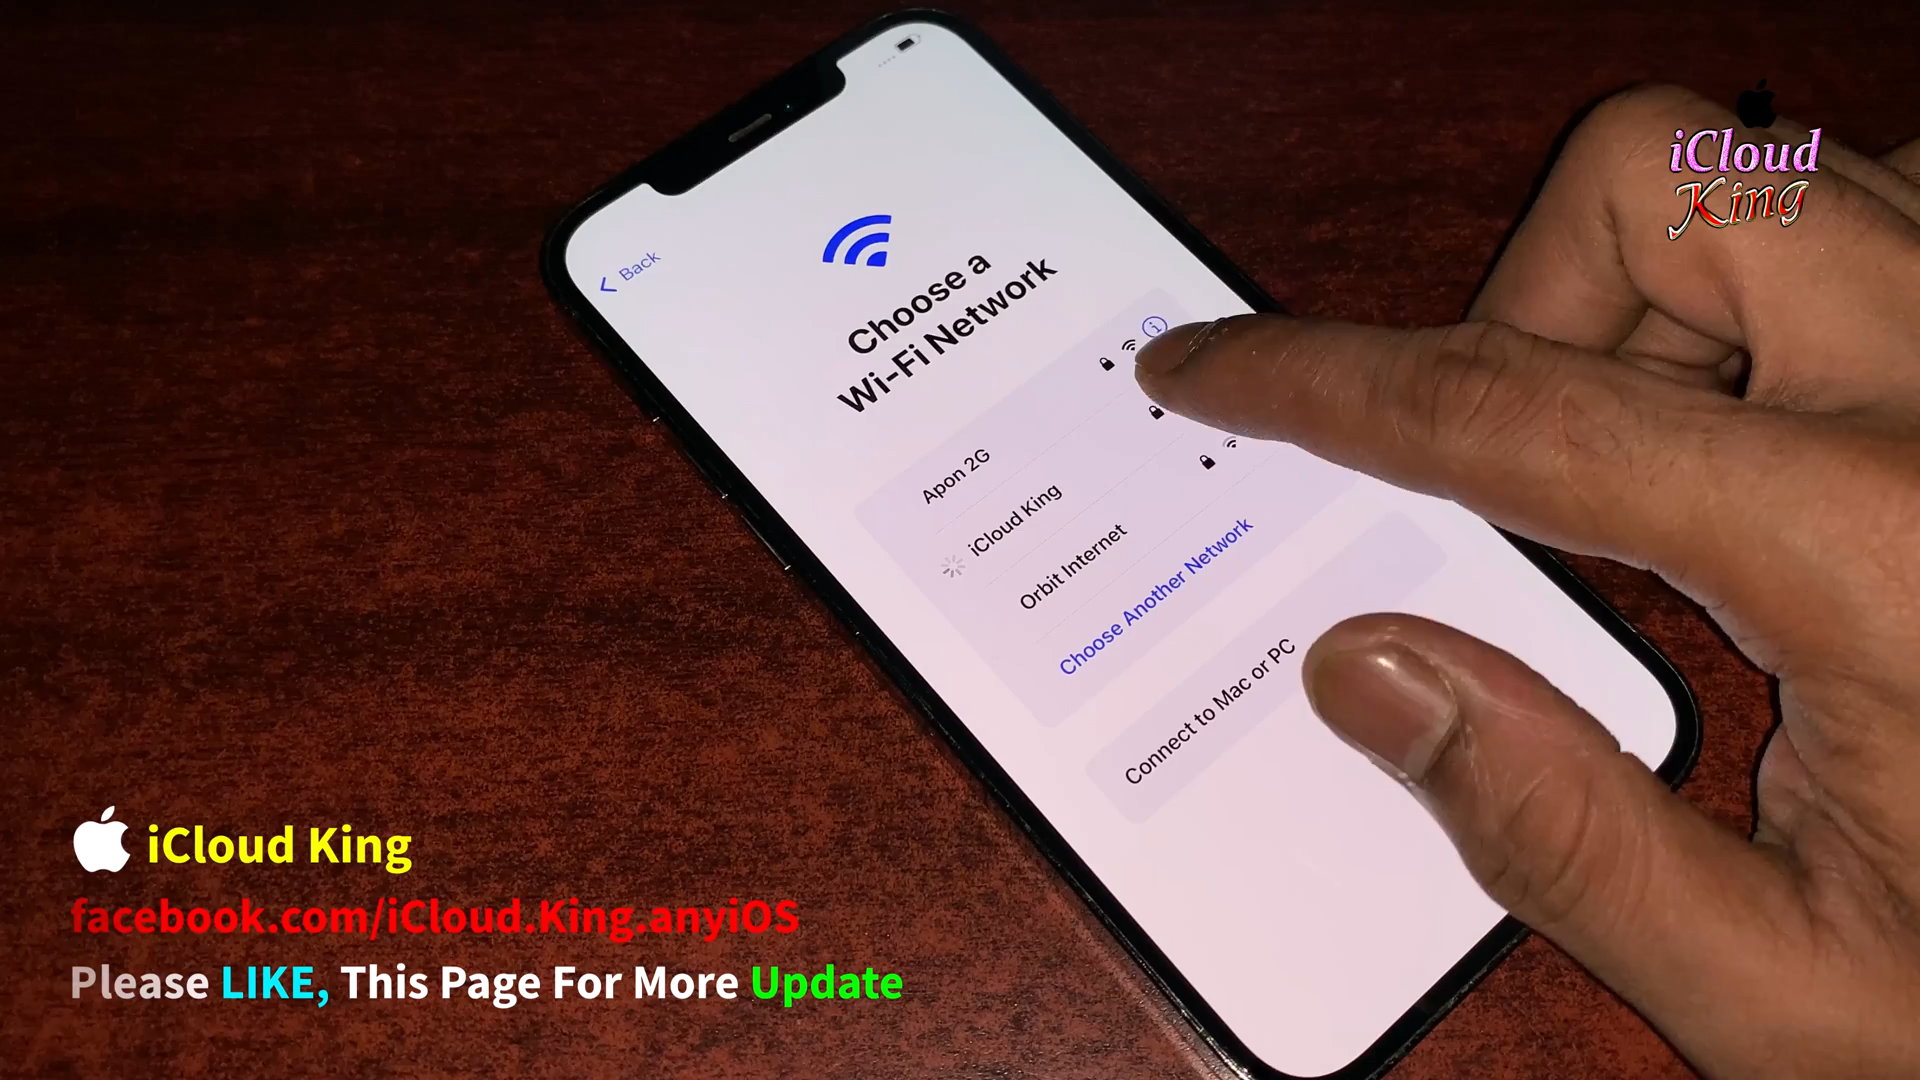 iCloud
King
Back
Choose a
Wi-Fi Network
Apon 2G
iCloud King
Orbit Internet
Choose Another Network
Connect to Mac or PC
iCloud King
facebook.com/iCloud.King.anyiOS
Please LIKE, This Page For More Update